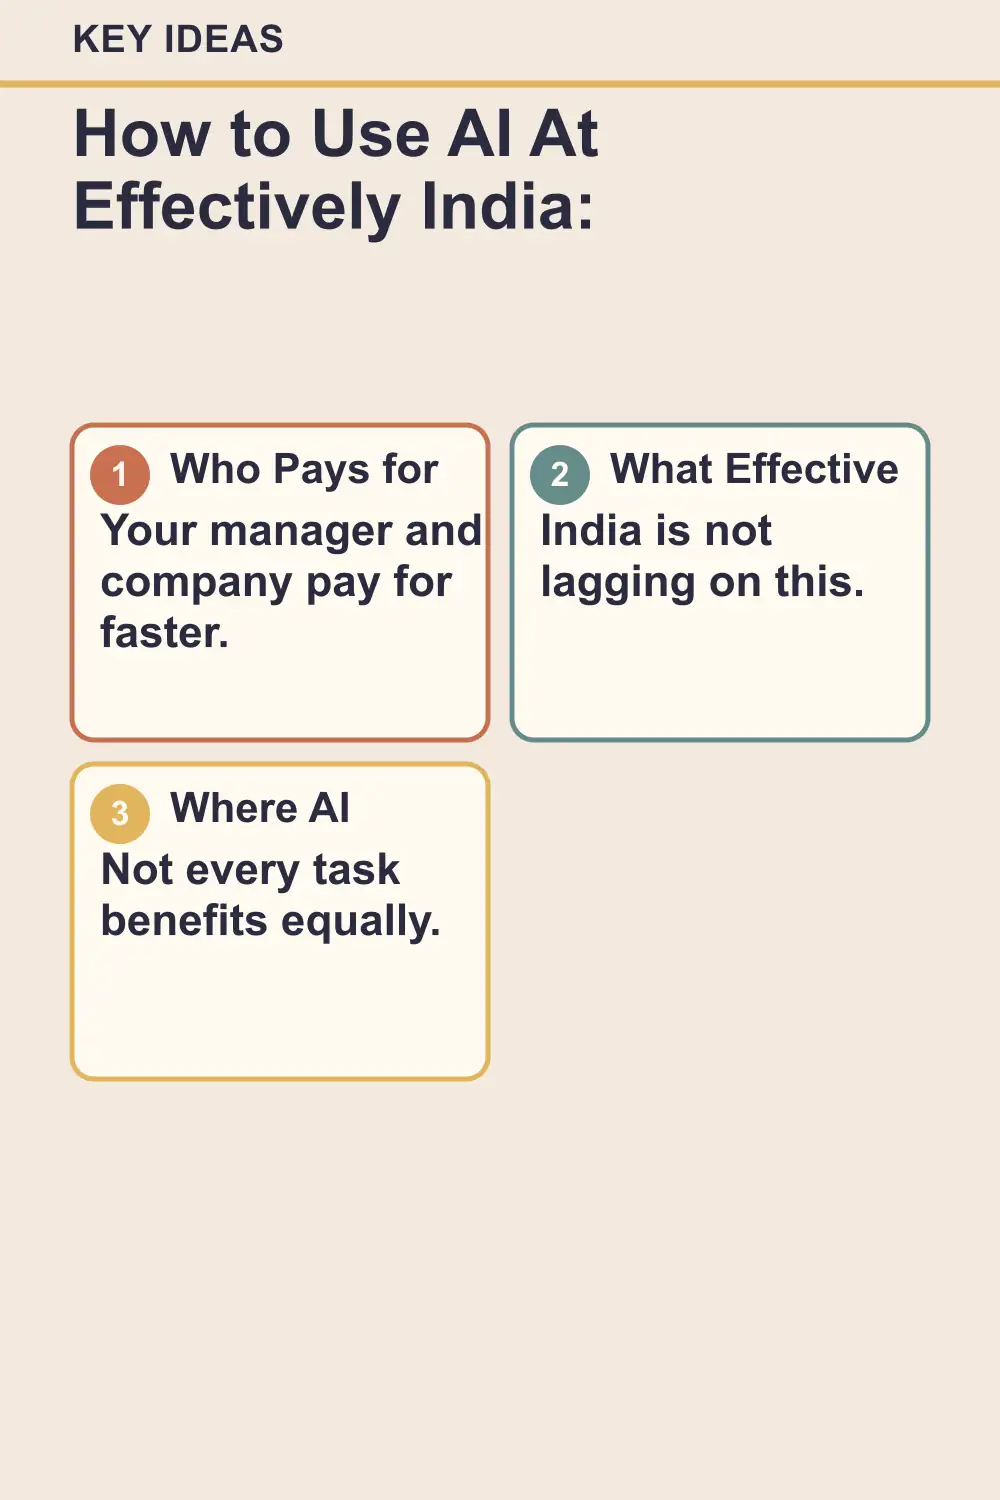 KEY IDEAS
How to Use AI At
Effectively India:
1
Who Pays for
Your manager and
company pay for
faster.
2
What Effective
India is not
lagging on this.
3
Where AI
Not every task
benefits equally.